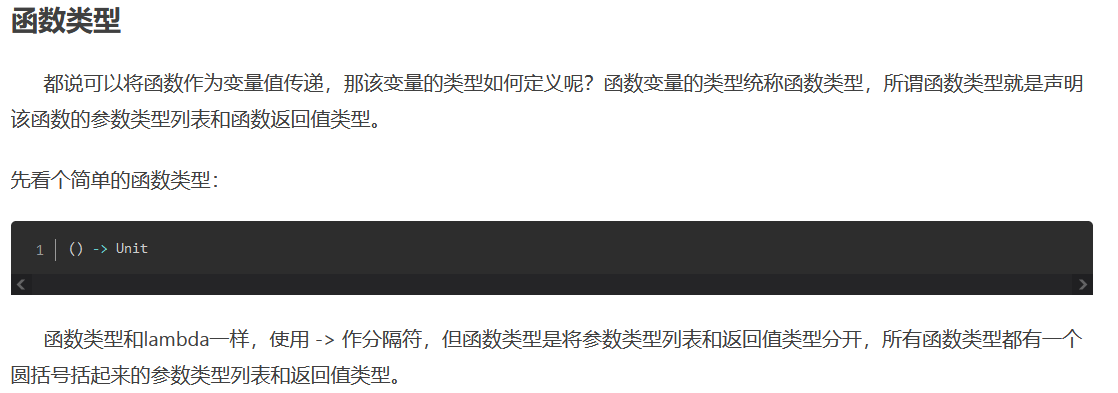 函数类型
都说可以将函数作为变量值传递，那该变量的类型如何定义呢？函数变量的类型统称函数类型，所谓函数类型就是声明
该函数的参数类型列表和函数返回值类型。
先看个简单的函数类型：
1 () -> Unit
函数类型和lambda一样，使用 -> 作分隔符，但函数类型是将参数类型列表和返回值类型分开，所有函数类型都有一个
圆括号括起来的参数类型列表和返回值类型。